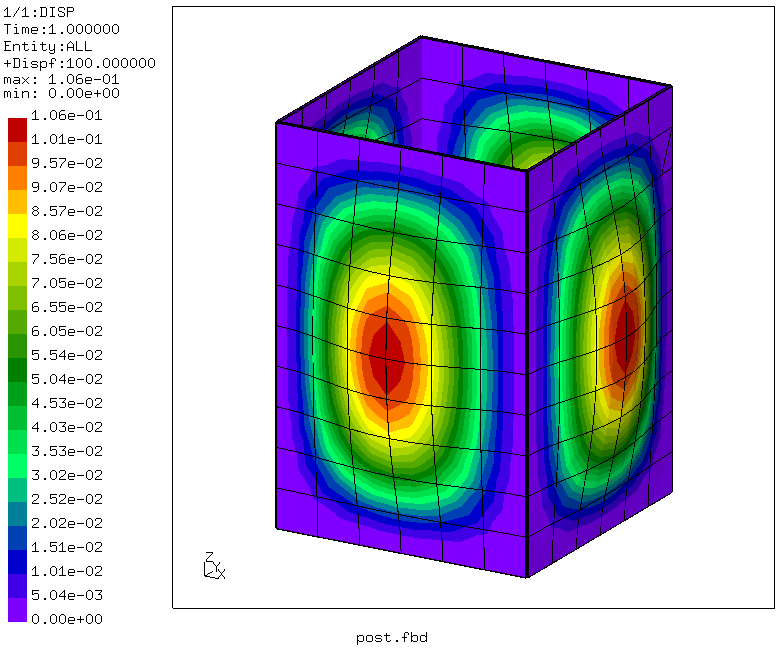 1/1:DISP
Time:1.000000
Entity:ALL
+Dispf:100.000000
max: 1.06e-01
min: 0.00e+00
1.06e-01
1.01e-01
9.57e-02
9.07e-02
8.57e-02
8.06e-02
7.56e-02
7.05e-02
6.55e-02
6.05e-02
5.54e-02
5.04e-02
4.53e-02
4.03e-02
3.53e-02
3.02e-02
2.52e-02
2.02e-02
1.51e-02
1.01e-02
5.04e-03
0.00e+00
Z
Y
X
post.fbd